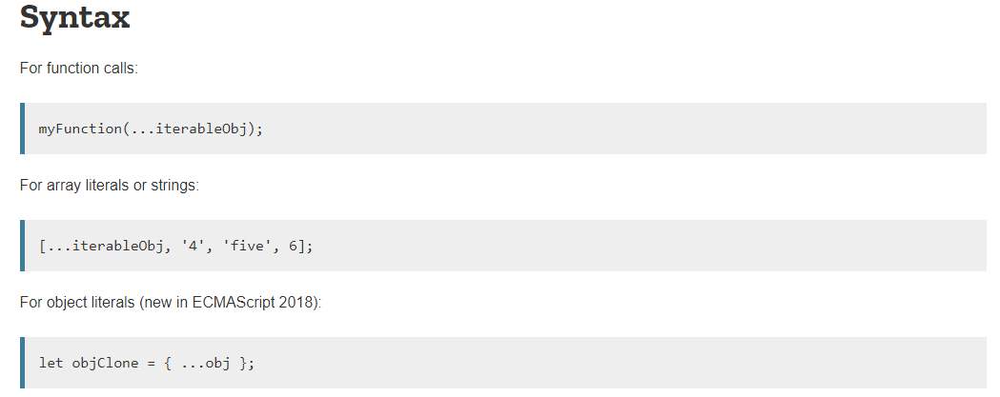 Syntax
For function calls:
myFunction(...iterableObj);
For array literals or strings:
[...iterableObj, '4', 'five', 6];
For object literals (new in ECMAScript 2018):
let objClone = { ...obj };